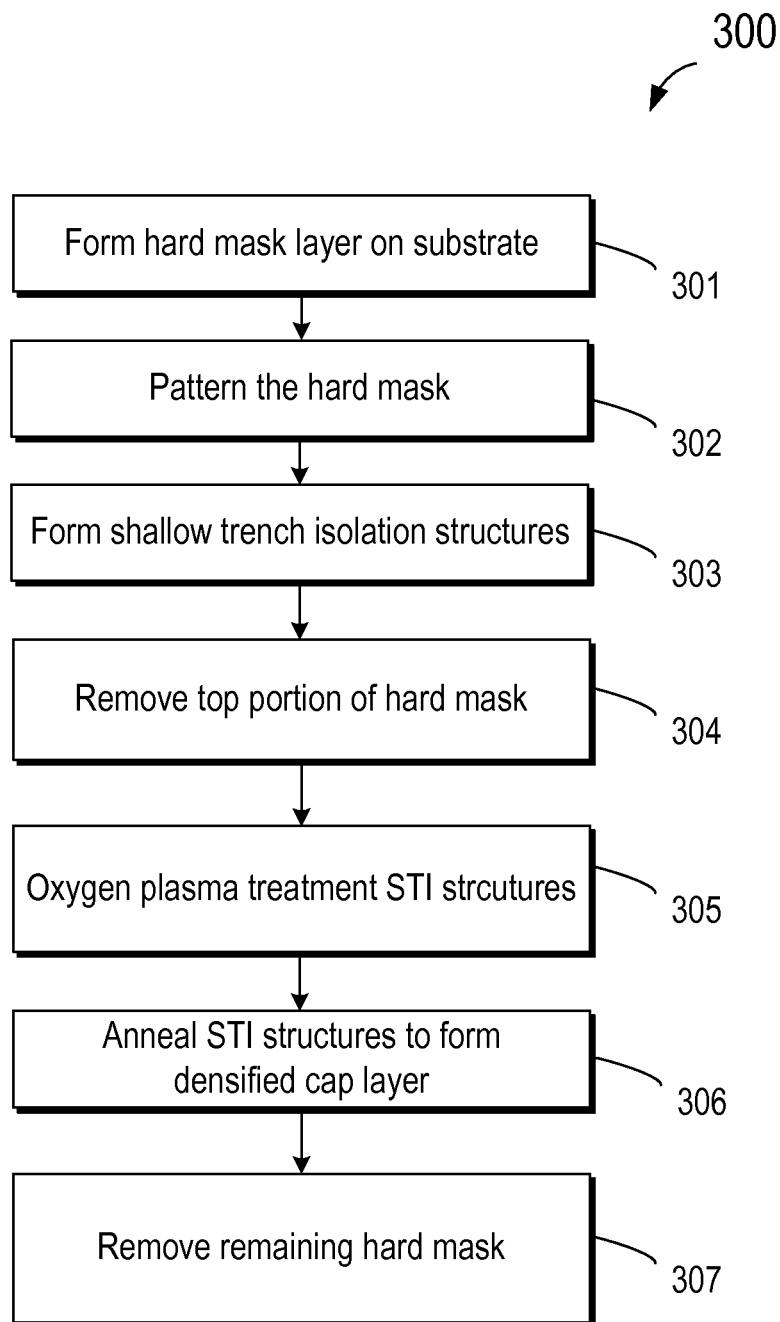 300
Form hard mask layer on substrate
301
Pattern the hard mask
302
Form shallow trench isolation structures
303
Remove top portion of hard mask
304
Oxygen plasma treatment STI strcutures
305
Anneal STI structures to form
densified cap layer
306
Remove remaining hard mask
307